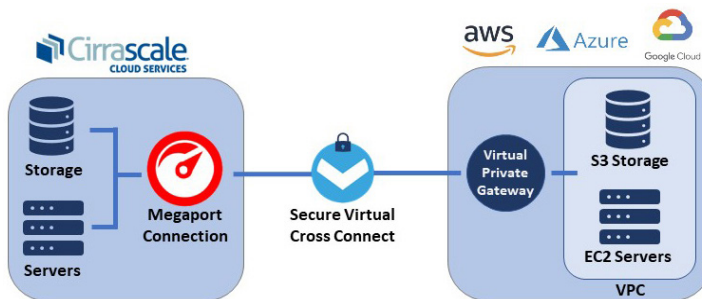 Cirrascale
CLOUD SERVICES
aws
Azure
Google Cloud
Storage
Servers
Megaport
Connection
Secure Virtual
Cross Connect
Virtual
Private
Gateway
S3 Storage
EC2 Servers
VPC